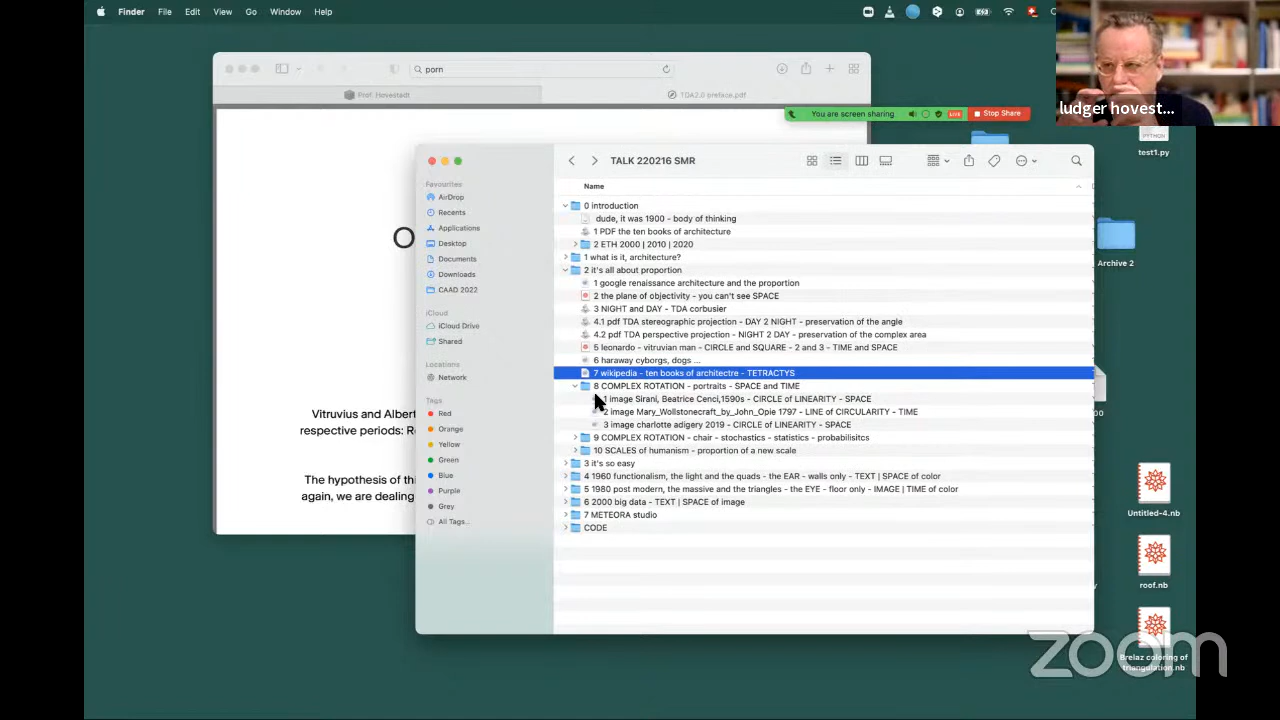 Finder File Edit View Go Window Help
porn
Prof. Hovestadt
TDA2.0 preface.pdf
You are screen sharing
LIVE
Stop Share
ludger hovest...
test1.py
TALK 220216 SMR
Name
Favourites
AirDrop
Recents
Applications
Desktop
Documents
Downloads
CAAD 2022
iCloud
iCloud Drive
Shared
Locations
Network
Tags
Red
Orange
Yellow
Green
Blue
Purple
Grey
All Tags...
0 introduction
dude, it was 1900 - body of thinking
1 PDF the ten books of architecture
2 ETH 2000 | 2010 | 2020
1 what is it, architecture?
2 it's all about proportion
1 google renaissance architecture and the proportion
2 the plane of objectivity - you can't see SPACE
3 NIGHT and DAY - TDA corbusier
4.1 pdf TDA stereographic projection - DAY 2 NIGHT - preservation of the angle
4.2 pdf TDA perspective projection - NIGHT 2 DAY - preservation of the complex area
5 leonardo - vitruvian man - CIRCLE and SQUARE - 2 and 3 - TIME and SPACE
6 haraway cyborgs, dogs ...
7 wikipedia - ten books of architectre - TETRACTYS
8 COMPLEX ROTATION - portraits - SPACE and TIME
1 image Sirani, Beatrice Cenci,1590s - CIRCLE of LINEARITY - SPACE
2 image Mary_Wollstonecraft_by_John_Opie 1797 - LINE of CIRCULARITY - TIME
3 image charlotte adigery 2019 - CIRCLE of LINEARITY - SPACE
9 COMPLEX ROTATION - chair - stochastics - statistics - probabilisitcs
10 SCALES of humanism - proportion of a new scale
3 it's so easy
4 1960 functionalism, the light and the quads - the EAR - walls only - TEXT | SPACE of color
5 1980 post modern, the massive and the triangles - the EYE - floor only - IMAGE | TIME of color
6 2000 big data - TEXT | SPACE of image
7 METEORA studio
CODE
O
Vitruvius and Albert
respective periods: R
The hypothesis of thi
again, we are dealing
Archive 2
Untitled-4.nb
roof.nb
Brelaz coloring of
triangulation.nb
zoom